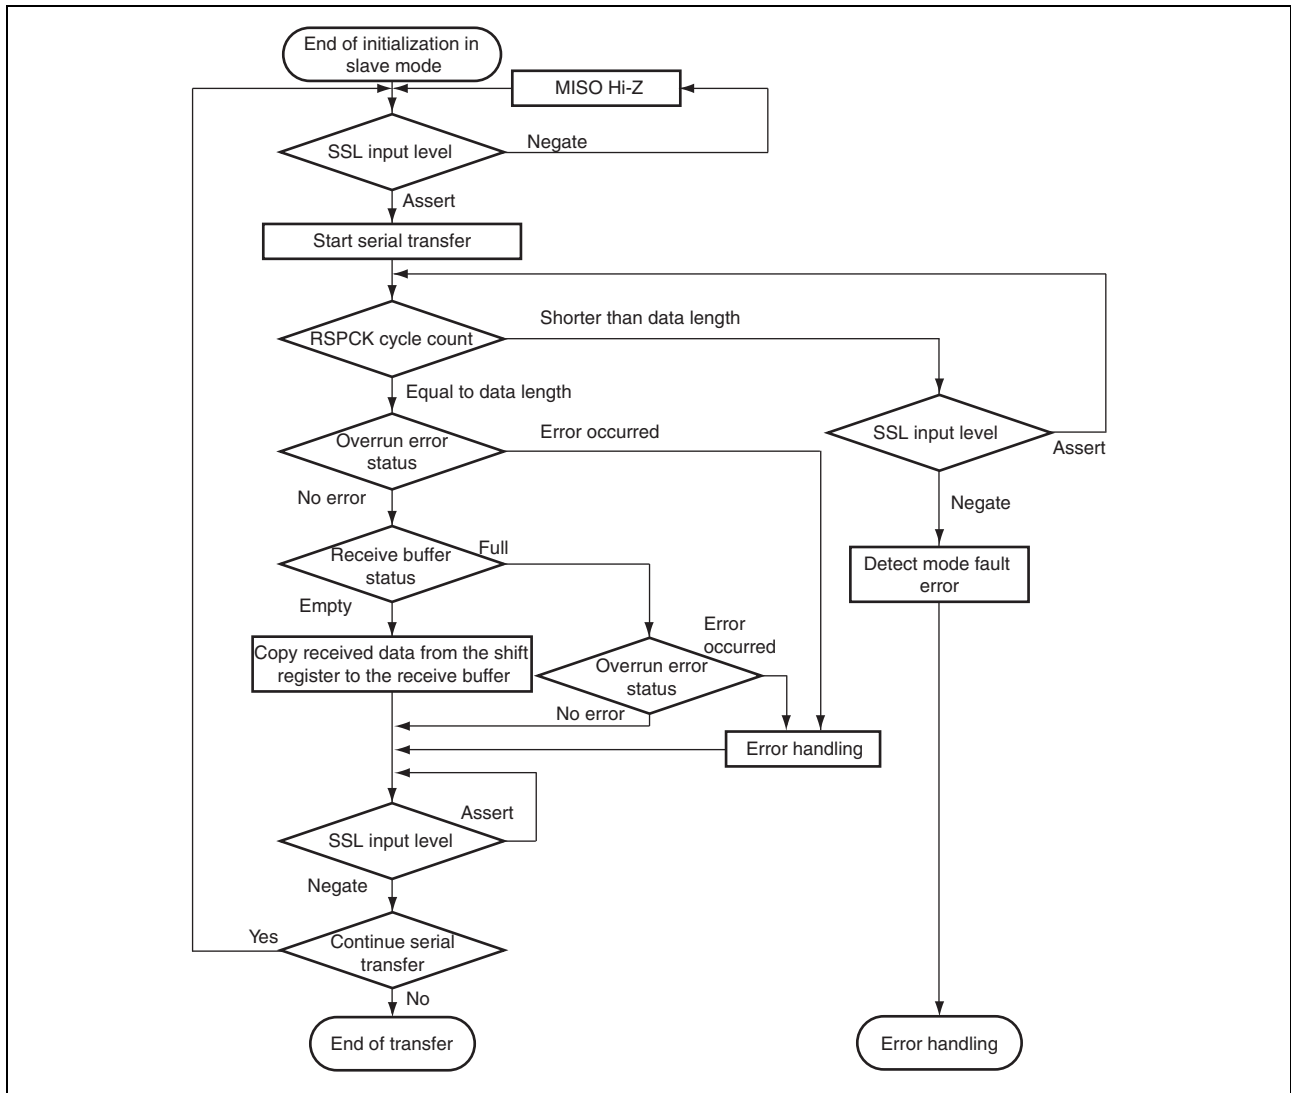 End of initialization in
slave mode
MISO Hi-Z
SSL input level
Negate
Assert
Start serial transfer
RSPCK cycle count
Shorter than data length
Equal to data length
SSL input level
Assert
Overrun error
status
Error occurred
No error
Negate
Receive buffer
status
Full
Detect mode fault
error
Empty
Error
occurred
Copy received data from the shift
register to the receive buffer
Overrun error
status
No error
Error handling
Assert
SSL input level
Negate
Yes
Continue serial
transfer
No
End of transfer
Error handling